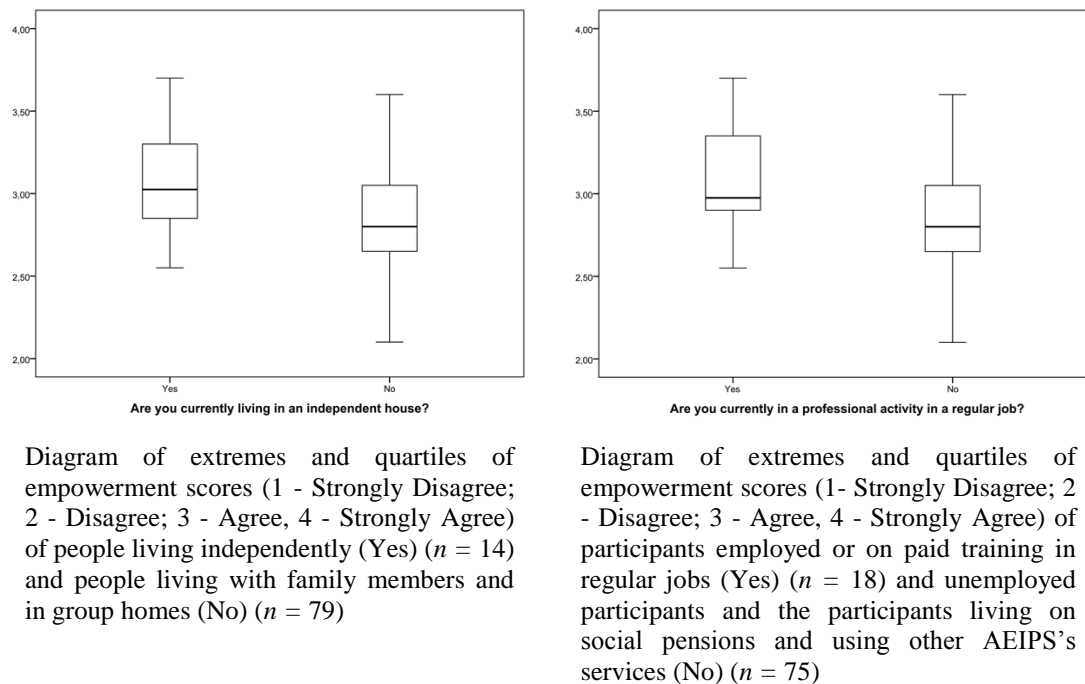 4,00
3,50
3,00
2,50
2,00
Yes
No
Are you currently living in an independent house?
4,00
3,50
3,00
2,50
2,00
Yes
No
Are you currently in a professional activity in a regular job?
Diagram of extremes and quartiles of
empowerment scores (1 - Strongly Disagree;
2 - Disagree; 3 - Agree, 4 - Strongly Agree)
of people living independently (Yes) (n = 14)
and people living with family members and
in group homes (No) (n = 79)
Diagram of extremes and quartiles of
empowerment scores (1- Strongly Disagree; 2
- Disagree; 3 - Agree, 4 - Strongly Agree) of
participants employed or on paid training in
regular jobs (Yes) (n = 18) and unemployed
participants and the participants living on
social pensions and using other AEIPS’s
services (No) (n = 75)